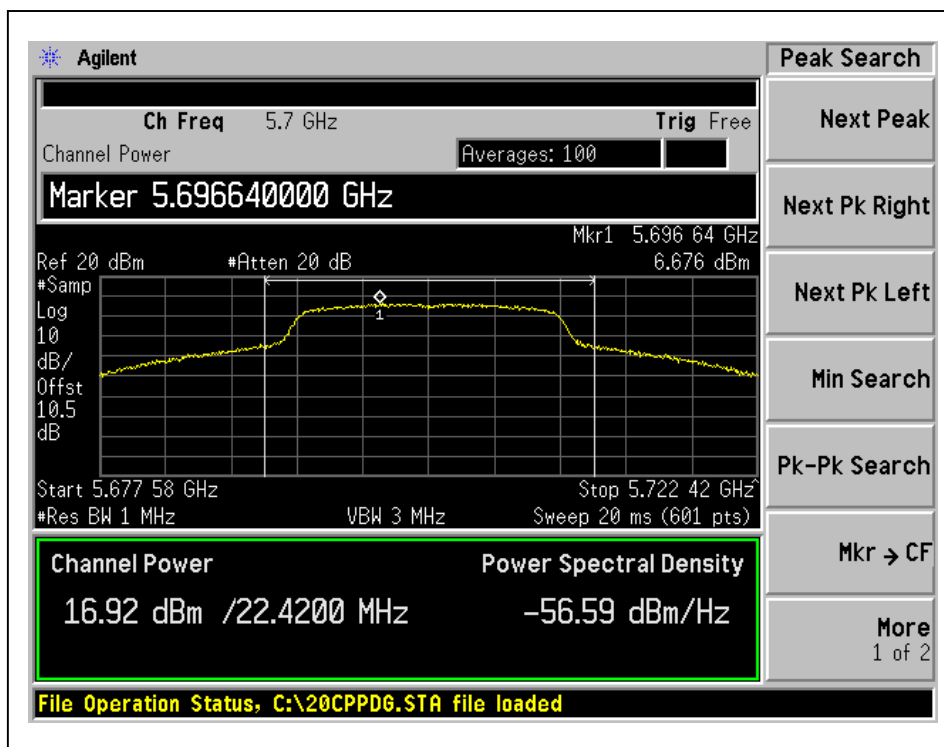 Agilent
Peak Search
Ch Freq 5.7 GHz Trig Free
Channel Power Averages: 100
Marker 5.696640000 GHz
Mkr1 5.696 64 GHz
Ref 20 dBm #Atten 20 dB 6.676 dBm
#Samp
Log
10
dB/
Offst
10.5
dB
1
Start 5.677 58 GHz Stop 5.722 42 GHz^
#Res BW 1 MHz VBW 3 MHz Sweep 20 ms (601 pts)
Channel Power Power Spectral Density
16.92 dBm /22.4200 MHz -56.59 dBm/Hz
File Operation Status, C:\20CPPDG.STA file loaded
Next Peak
Next Pk Right
Next Pk Left
Min Search
Pk-Pk Search
Mkr → CF
More
1 of 2